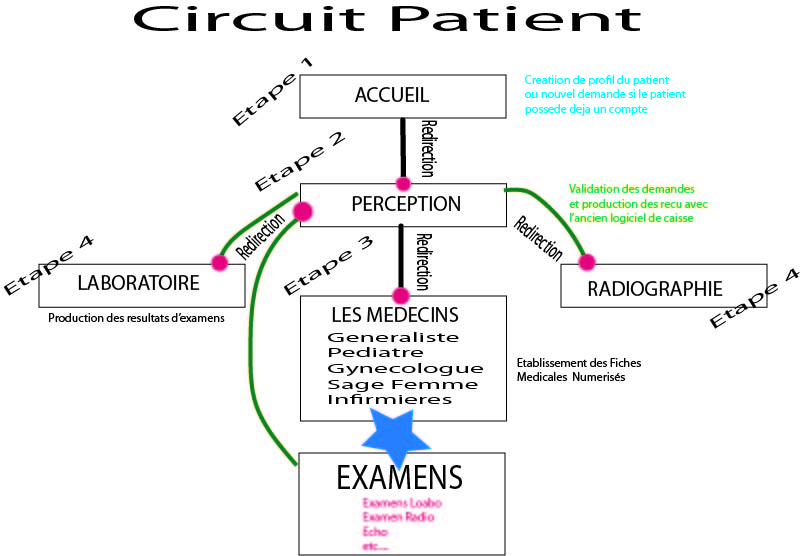 Circuit Patient
Etape 1
ACCUEIL
Creatiion de profil du patient
ou nouvel demande si le patient
possede deja un compte
Redirection
Etape 2
PERCEPTION
Validation des demandes
et production des recu avec
l'ancien logiciel de caisse
Redirection
Redirection
Redirection
Etape 4
LABORATOIRE
Production des resultats d'examens
Etape 3
LES MEDECINS
Generaliste
Pediatre
Gynecologue
Sage Femme
Infirmieres
Etablissement des Fiches
Medicales Numerisés
RADIOGRAPHIE
Etape 4
EXAMENS
Examens Loabo
Examen Radio
Echo
etc....